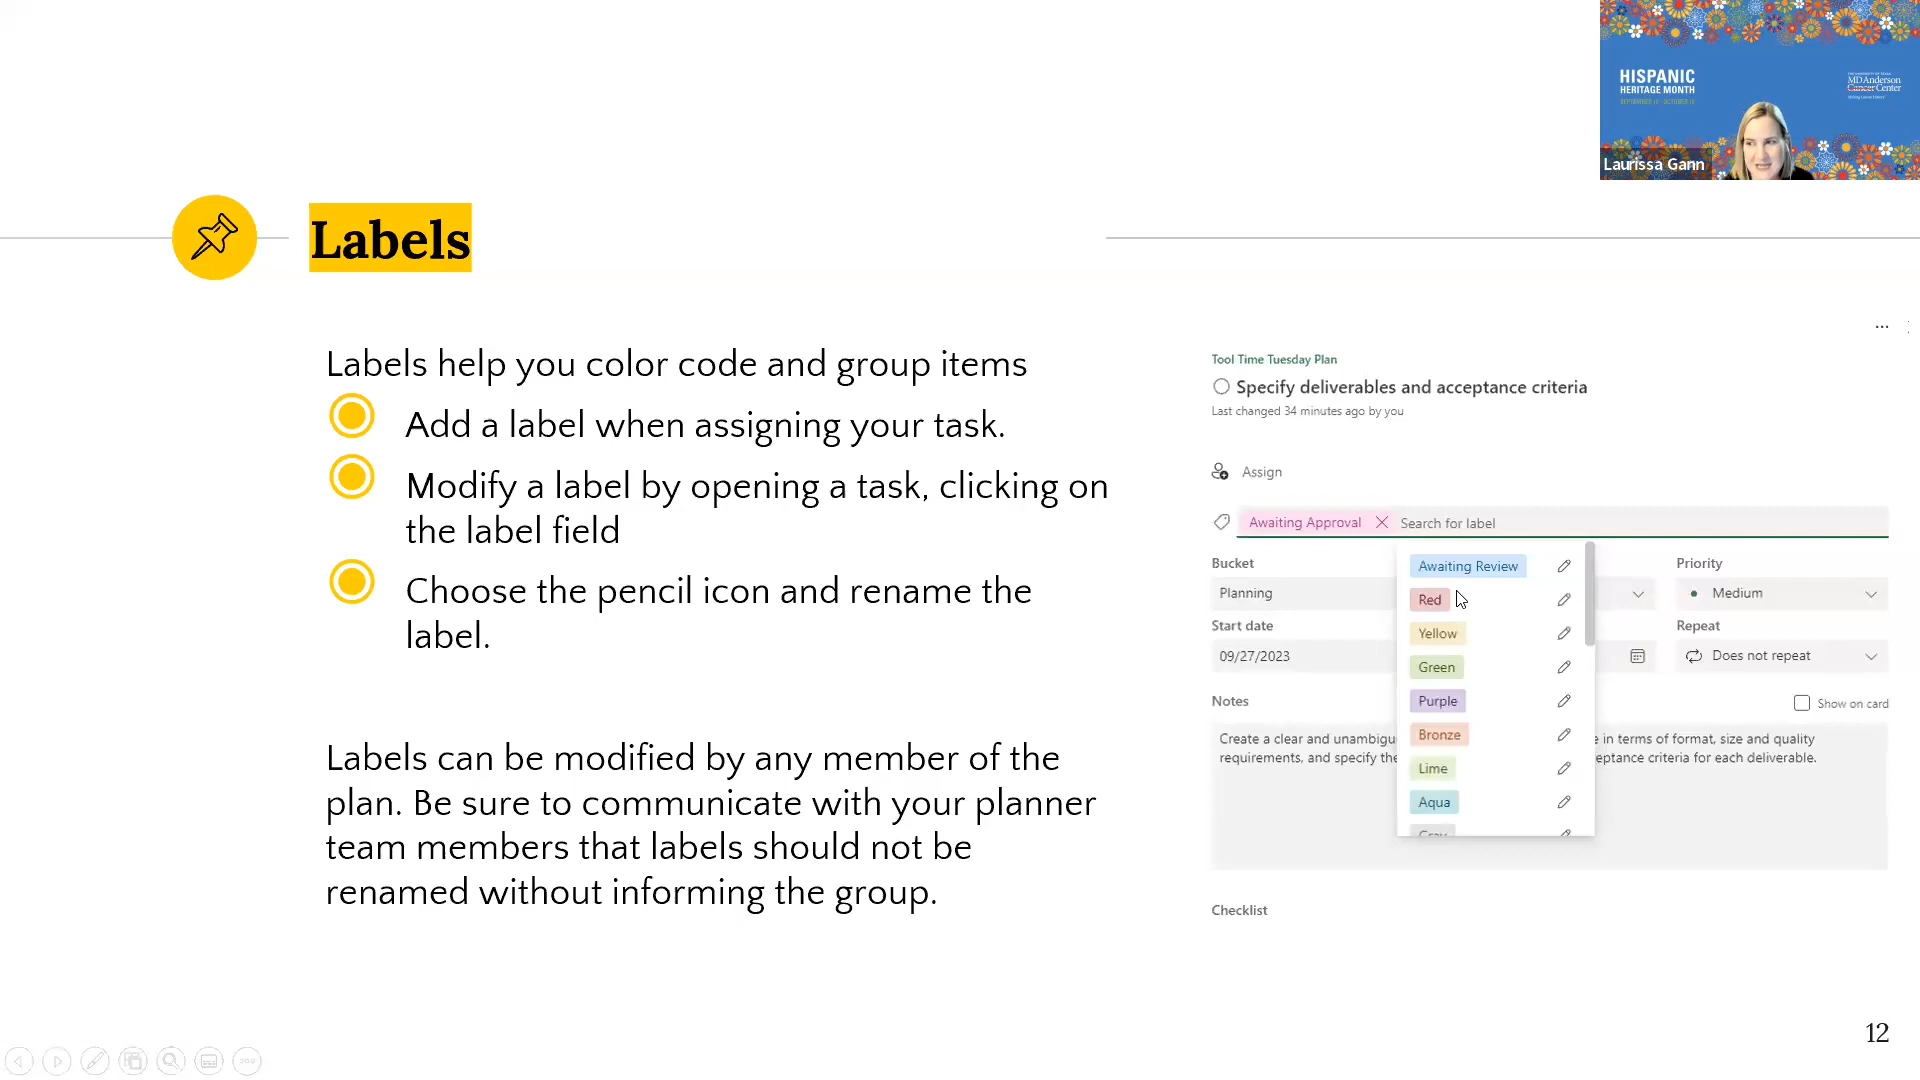 HISPANIC
HERITAGE MONTH
SEPTEMBER 15 - OCTOBER 15
MD Anderson
Cancer Center
Laurissa Gann
Labels
Labels help you color code and group items
Add a label when assigning your task.
Modify a label by opening a task, clicking on
the label field
Choose the pencil icon and rename the
label.
Labels can be modified by any member of the
plan. Be sure to communicate with your planner
team members that labels should not be
renamed without informing the group.
Tool Time Tuesday Plan
Specify deliverables and acceptance criteria
Last changed 34 minutes ago by you
Assign
Awaiting Approval Search for label
Bucket Priority
Planning Medium
Start date Repeat
09/27/2023 Does not repeat
Notes Show on card
Create a clear and unambigu e in terms of format, size and quality
requirements, and specify the eptance criteria for each deliverable.
Awaiting Review
Red
Yellow
Green
Purple
Bronze
Lime
Aqua
Gray
Checklist
12